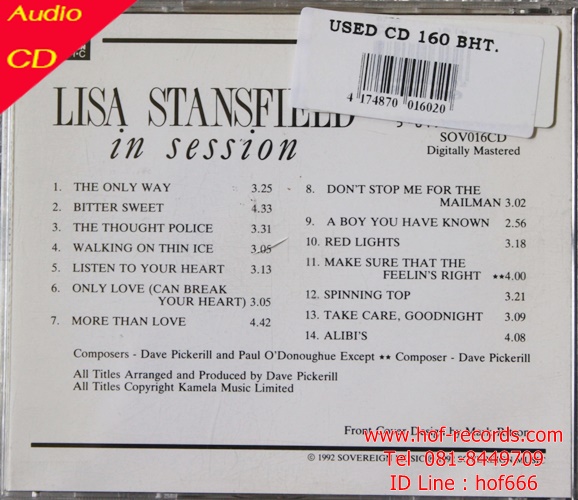 Audio
CD
USED CD 160 BHT.
4 174870 016020
LISA STANSFIELD
in session
SOV016CD
Digitally Mastered
1. THE ONLY WAY 3.25
2. BITTER SWEET 4.33
3. THE THOUGHT POLICE 3.31
4. WALKING ON THIN ICE 3.05
5. LISTEN TO YOUR HEART 3.13
6. ONLY LOVE (CAN BREAK
YOUR HEART) 3.05
7. MORE THAN LOVE 4.42
8. DON'T STOP ME FOR THE
MAILMAN 3.02
9. A BOY YOU HAVE KNOWN 2.56
10. RED LIGHTS 3.18
11. MAKE SURE THAT THE
FEELIN'S RIGHT ★★4.00
12. SPINNING TOP 3.21
13. TAKE CARE, GOODNIGHT 3.09
14. ALIBI'S 4.08
Composers - Dave Pickerill and Paul O'Donoughue Except ★★ Composer - Dave Pickerill
All Titles Arranged and Produced by Dave Pickerill
All Titles Copyright Kamela Music Limited
Front Cover Design by Mark
www.hof-records.com
© 1992 SOVEREIGN MUSIC
Tel 081-8449709
ID Line : hof666